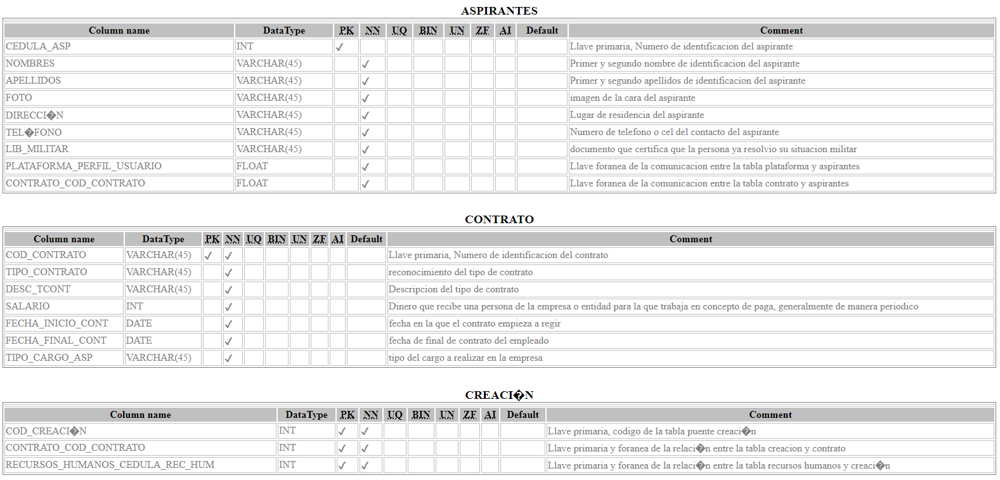 ASPIRANTES
Column name DataType PK NN UQ BIN UN ZF AI Default Comment
CEDULA_ASP INT ✓ Llave primaria, Numero de identificacion del aspirante
NOMBRES VARCHAR(45) ✓ Primer y segundo nombre de identificacion del aspirante
APELLIDOS VARCHAR(45) ✓ Primer y segundo apellidos de identificacion del aspirante
FOTO VARCHAR(45) ✓ imagen de la cara del aspirante
DIRECCI�N VARCHAR(45) ✓ Lugar de residencia del aspirante
TEL�FONO VARCHAR(45) ✓ Numero de telefono o cel del contacto del aspirante
LIB_MILITAR VARCHAR(45) ✓ documento que certifica que la persona ya resolvio su situacion militar
PLATAFORMA_PERFIL_USUARIO FLOAT ✓ Llave foranea de la comunicacion entre la tabla plataforma y aspirantes
CONTRATO_COD_CONTRATO FLOAT ✓ Llave foranea de la comunicacion entre la tabla contrato y aspirantes
CONTRATO
Column name DataType PK NN UQ BIN UN ZF AI Default Comment
COD_CONTRATO VARCHAR(45) ✓ ✓ Llave primaria, Numero de identificacion del contrato
TIPO_CONTRATO VARCHAR(45) ✓ reconocimiento del tipo de contrato
DESC_TCONT VARCHAR(45) ✓ Descripcion del tipo de contrato
SALARIO INT ✓ Dinero que recibe una persona de la empresa o entidad para la que trabaja en concepto de paga, generalmente de manera periodico
FECHA_INICIO_CONT DATE ✓ fecha en la que el contrato empieza a regir
FECHA_FINAL_CONT DATE ✓ fecha de final de contrato del empleado
TIPO_CARGO_ASP VARCHAR(45) ✓ tipo del cargo a realizar en la empresa
CREACI�N
Column name DataType PK NN UQ BIN UN ZF AI Default Comment
COD_CREACI�N INT ✓ ✓ Llave primaria, codigo de la tabla puente creaci�n
CONTRATO_COD_CONTRATO INT ✓ ✓ Llave primaria y foranea de la relaci�n entre la tabla creacion y contrato
RECURSOS_HUMANOS_CEDULA_REC_HUM INT ✓ ✓ Llave primaria y foranea de la relaci�n entre la tabla recursos humanos y creaci�n